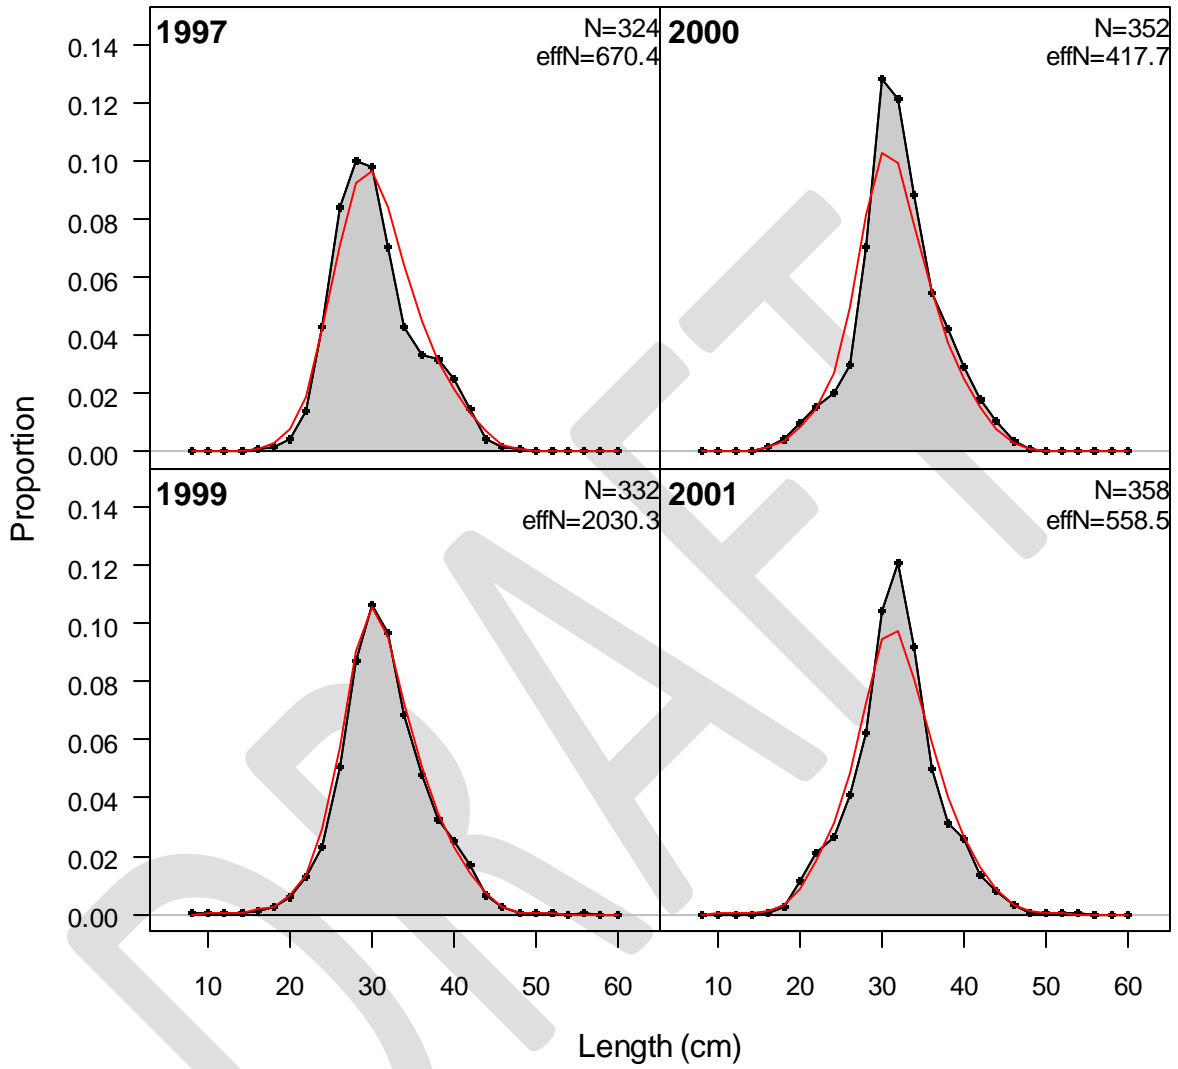 1997
N=324
effN=670.4
2000
N=352
effN=417.7
0.14
0.12
0.10
0.08
0.06
0.04
0.02
0.00
1999
N=332
effN=2030.3
2001
N=358
effN=558.5
0.14
0.12
0.10
0.08
0.06
0.04
0.02
0.00
Proportion
10 20 30 40 50 60 10 20 30 40 50 60
Length (cm)
DRAFT